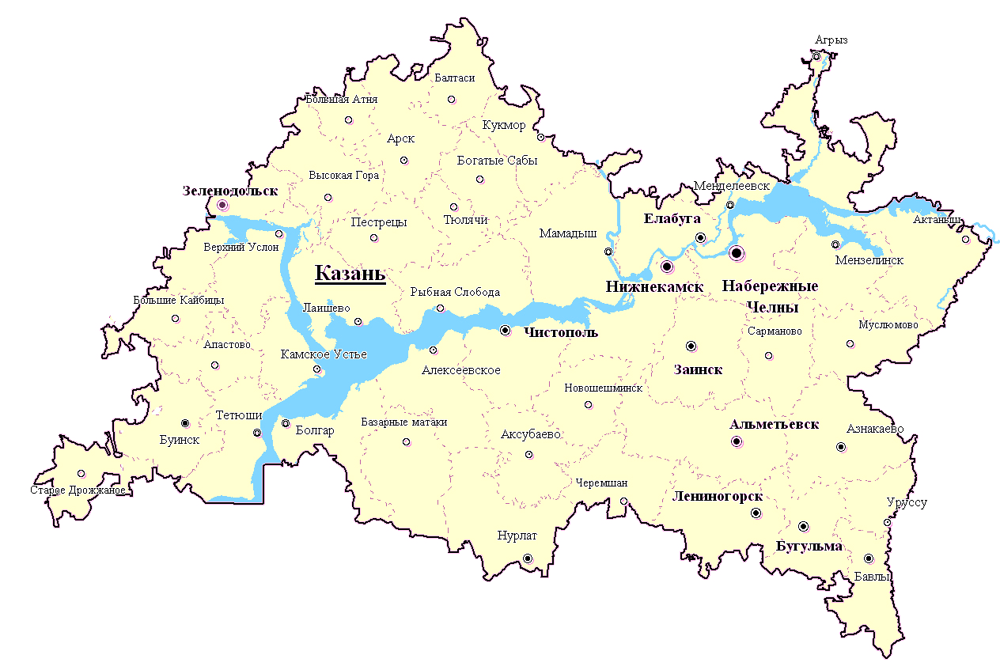 Агрыз
Балтаси
Большая Атня
Кукмор
Арск
Богатые Сабы
Высокая Гора
Менделеевск
Зеленодольск
Елабуга
Актаныш
Пестрецы
Тюлячи
Мамадыш
Верхний Услон
Мензелинск
Казань
Нижнекамск
Набережные
Челны
Рыбная Слобода
Большие Кайбицы
Лаишево
Муслюмово
Чистополь
Сарманово
Апастово
Камское Устье
Алексеевское
Заинск
Новошешминск
Тетюши
Базарные матаки
Альметьевск
Болгар
Аксубаево
Азнакаево
Буинск
Черемшан
Старое Дрожжаное
Лениногорск
Уруссу
Нурлат
Бугульма
Бавлы